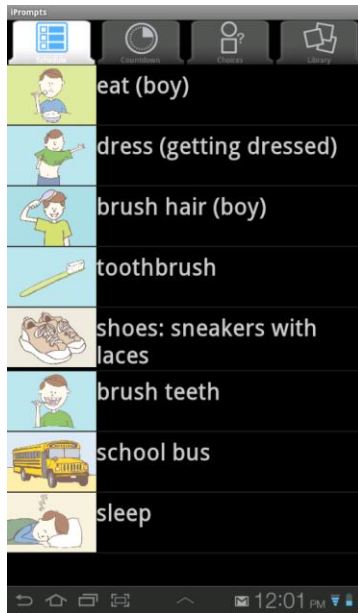 iPrompts
Schedule
Countdown
Choices
Library
eat (boy)
dress (getting dressed)
brush hair (boy)
toothbrush
shoes: sneakers with
laces
brush teeth
school bus
sleep
12:01 PM